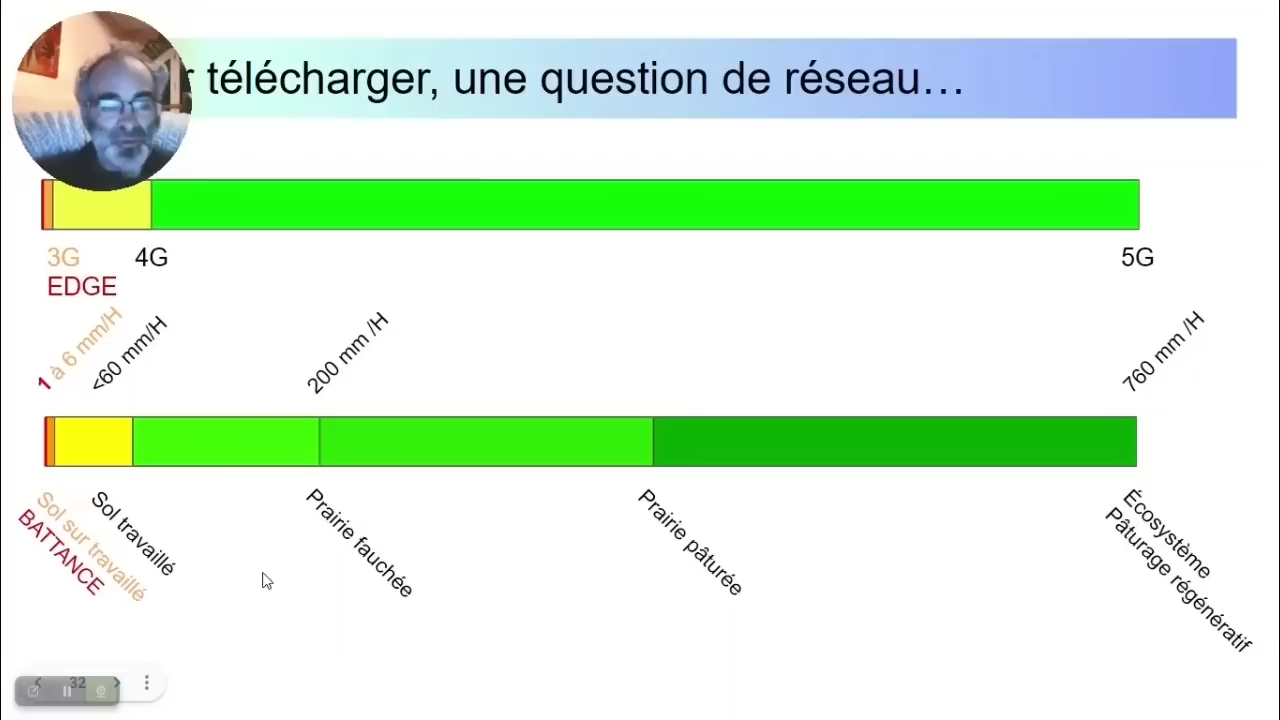 télécharger, une question de réseau…
3G
4G
5G
EDGE
1 à 6 mm/H
<60 mm/H
200 mm /H
760 mm /H
Sol sur travaillé
BATTANCE
Sol travaillé
Prairie fauchée
Prairie pâturée
Écosystème
Pâturage régénératif
32